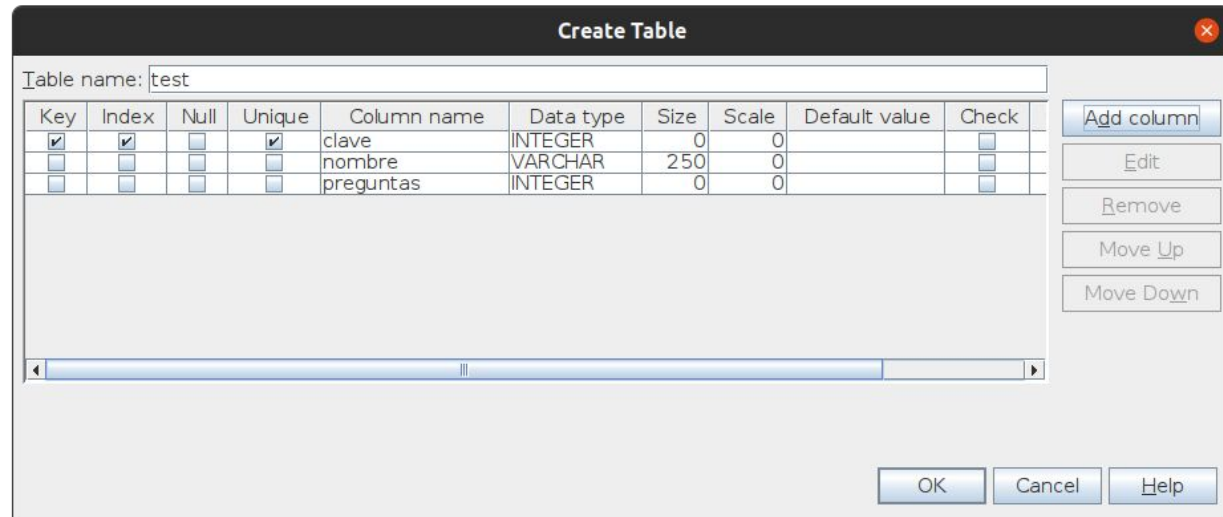 Create Table
Table name: test
Key Index Null Unique Column name Data type Size Scale Default value Check
clave INTEGER 0 0
nombre VARCHAR 250 0
preguntas INTEGER 0 0
Add column
Edit
Remove
Move Up
Move Down
OK Cancel Help